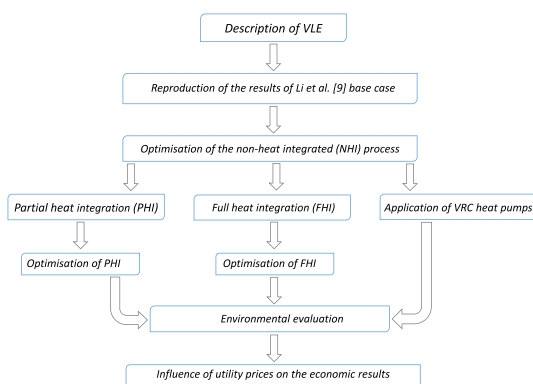 Description of VLE
Reproduction of the results of Li et al. [9] base case
Optimisation of the non-heat integrated (NHI) process
Partial heat integration (PHI)
Full heat integration (FHI)
Application of VRC heat pumps
Optimisation of PHI
Optimisation of FHI
Environmental evaluation
Influence of utility prices on the economic results